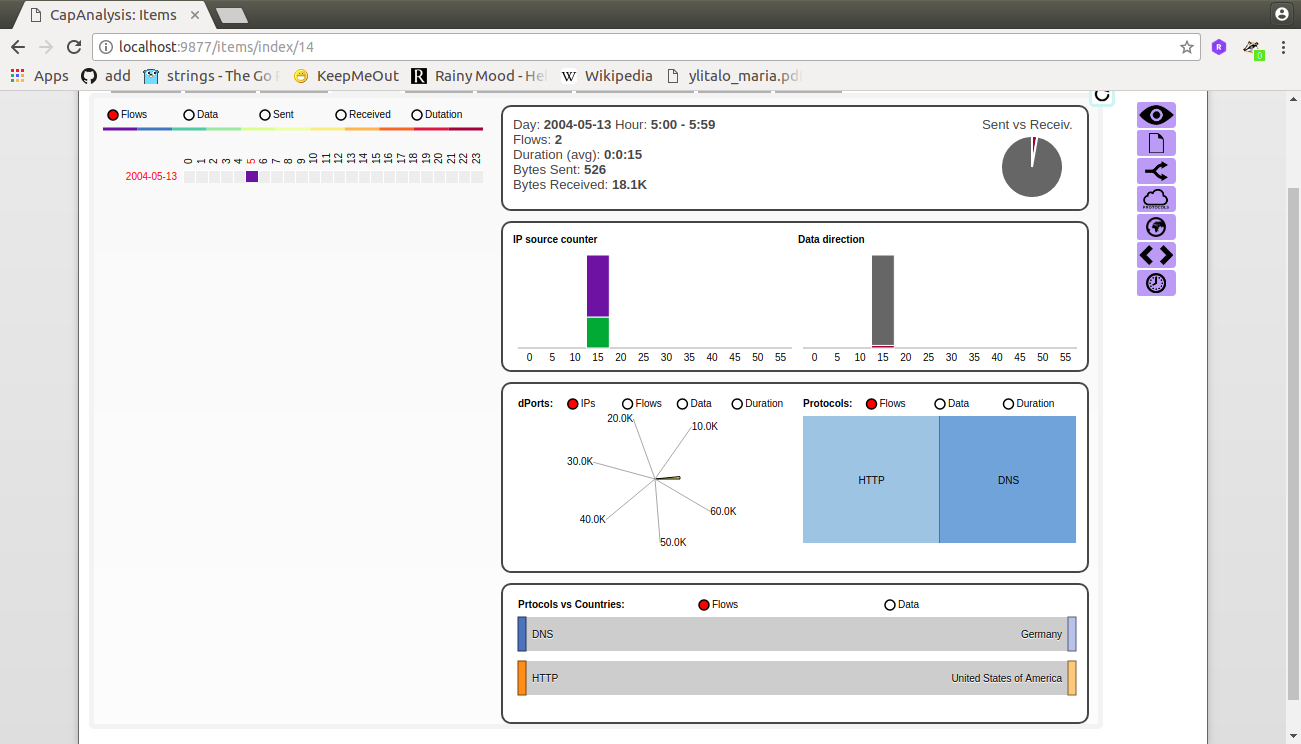 CapAnalysis: Items
localhost:9877/items/index/14
Apps add strings - The Go KeepMeOut Rainy Mood - Hel Wikipedia ylitalo_maria.pdf
Flows Data Sent Received Dutation
0 1 2 3 4 5 6 7 8 9 10 11 12 13 14 15 16 17 18 19 20 21 22 23
2004-05-13
Day: 2004-05-13 Hour: 5:00 - 5:59
Flows: 2
Duration (avg): 0:0:15
Bytes Sent: 526
Bytes Received: 18.1K
Sent vs Receiv.
IP source counter
0 5 10 15 20 25 30 35 40 45 50 55
Data direction
0 5 10 15 20 25 30 35 40 45 50 55
dPorts: IPs Flows Data Duration
20.0K
10.0K
30.0K
60.0K
40.0K
50.0K
Protocols: Flows Data Duration
HTTP DNS
Prtocols vs Countries: Flows Data
DNS Germany
HTTP United States of America
PROTOCOLS